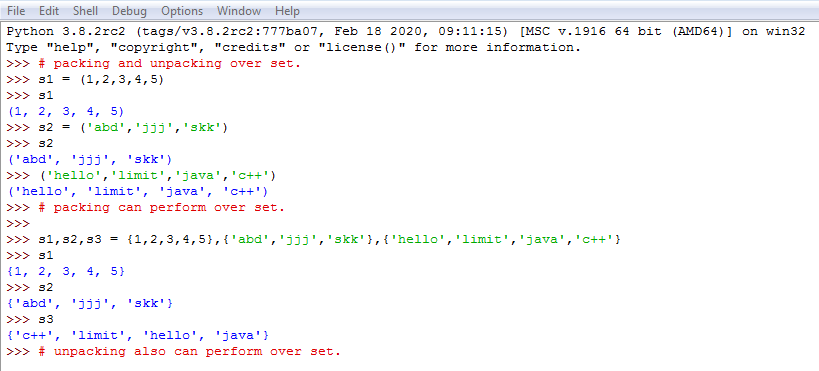 File Edit Shell Debug Options Window Help
Python 3.8.2rc2 (tags/v3.8.2rc2:777ba07, Feb 18 2020, 09:11:15) [MSC v.1916 64 bit (AMD64)] on win32
Type "help", "copyright", "credits" or "license()" for more information.
>>> # packing and unpacking over set.
>>> s1 = (1,2,3,4,5)
>>> s1
(1, 2, 3, 4, 5)
>>> s2 = ('abd','jjj','skk')
>>> s2
('abd', 'jjj', 'skk')
>>> ('hello','limit','java','c++')
('hello', 'limit', 'java', 'c++')
>>> # packing can perform over set.
>>>
>>> s1,s2,s3 = {1,2,3,4,5},{'abd','jjj','skk'},{'hello','limit','java','c++'}
>>> s1
{1, 2, 3, 4, 5}
>>> s2
{'abd', 'jjj', 'skk'}
>>> s3
{'c++', 'limit', 'hello', 'java'}
>>> # unpacking also can perform over set.